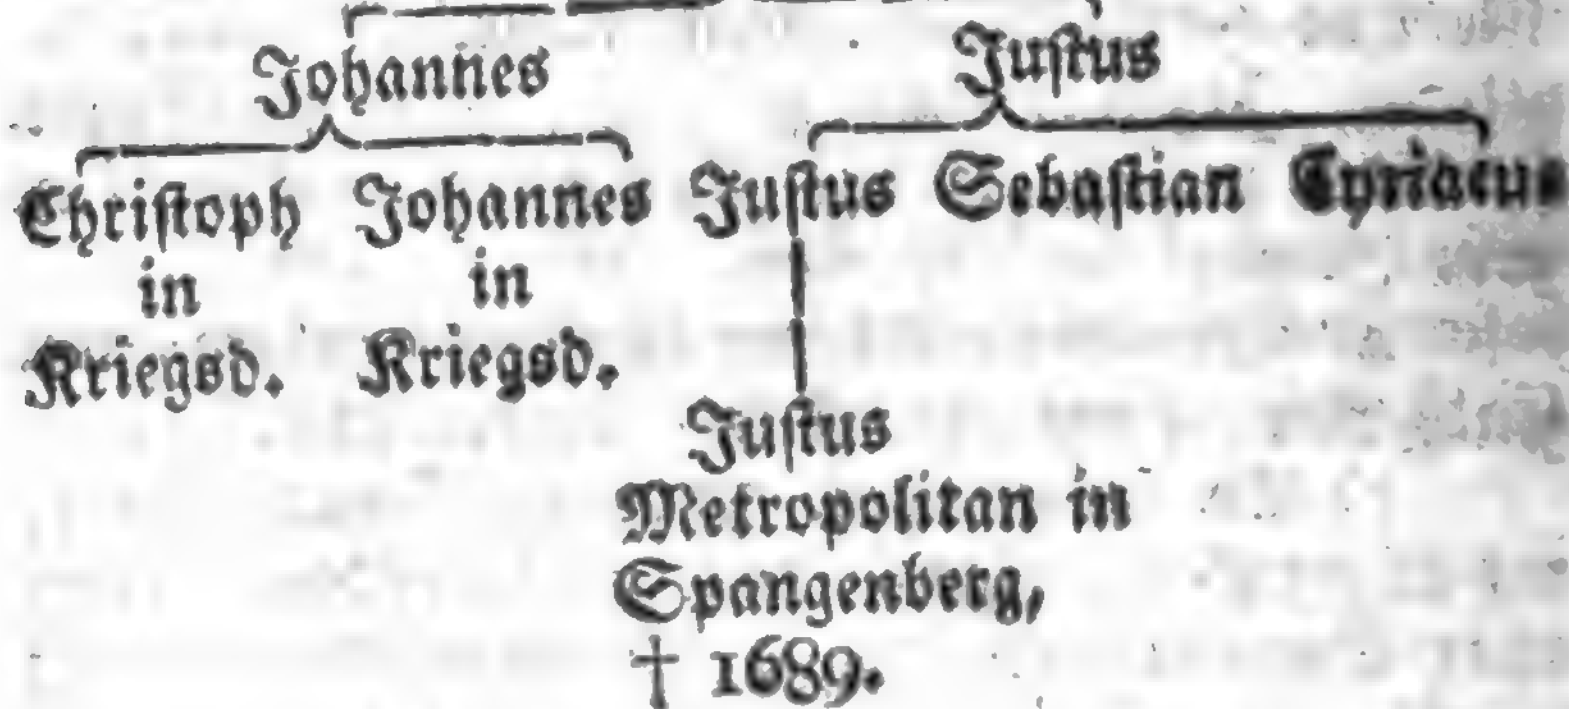 Johannes Justus
Christoph Johannes Justus Sebastian Cyriacus
in in
Kriegsd. Kriegsd.
Justus
Metropolitan in
Spangenberg,
† 1689.